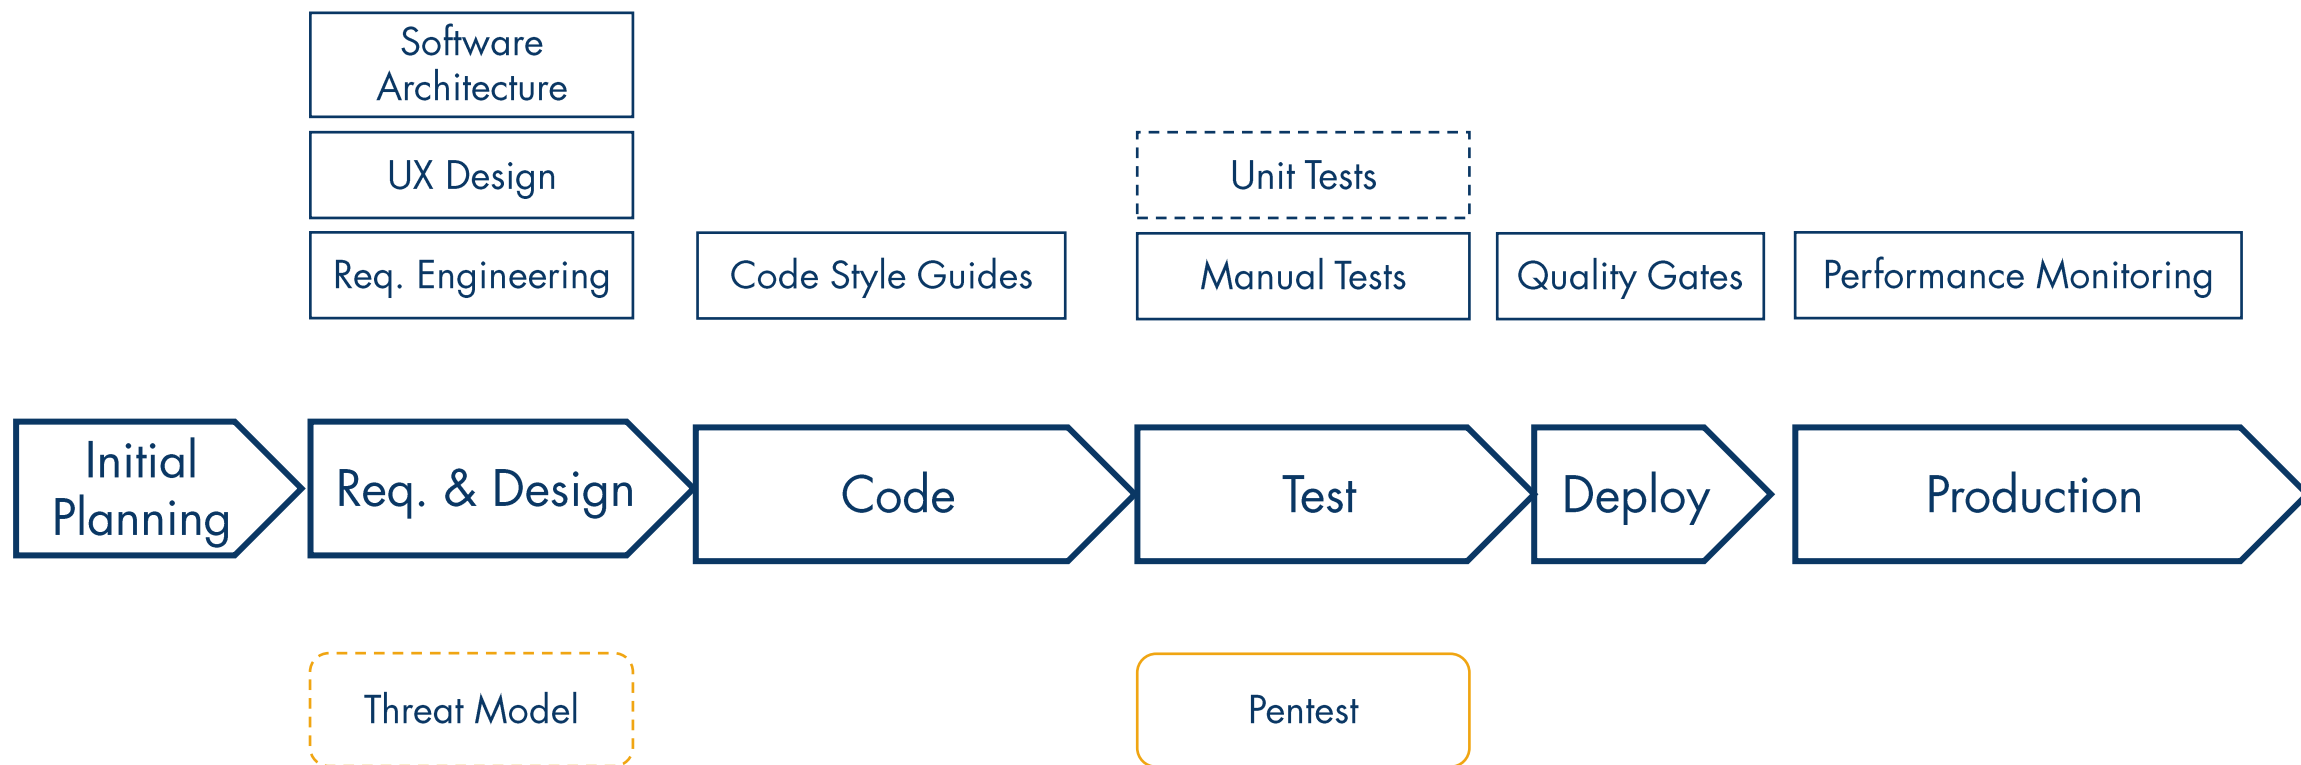 Software
Architecture
UX Design
Unit Tests
Req. Engineering
Code Style Guides
Manual Tests
Quality Gates
Performance Monitoring
Initial
Planning
Req. & Design
Code
Test
Deploy
Production
Threat Model
Pentest